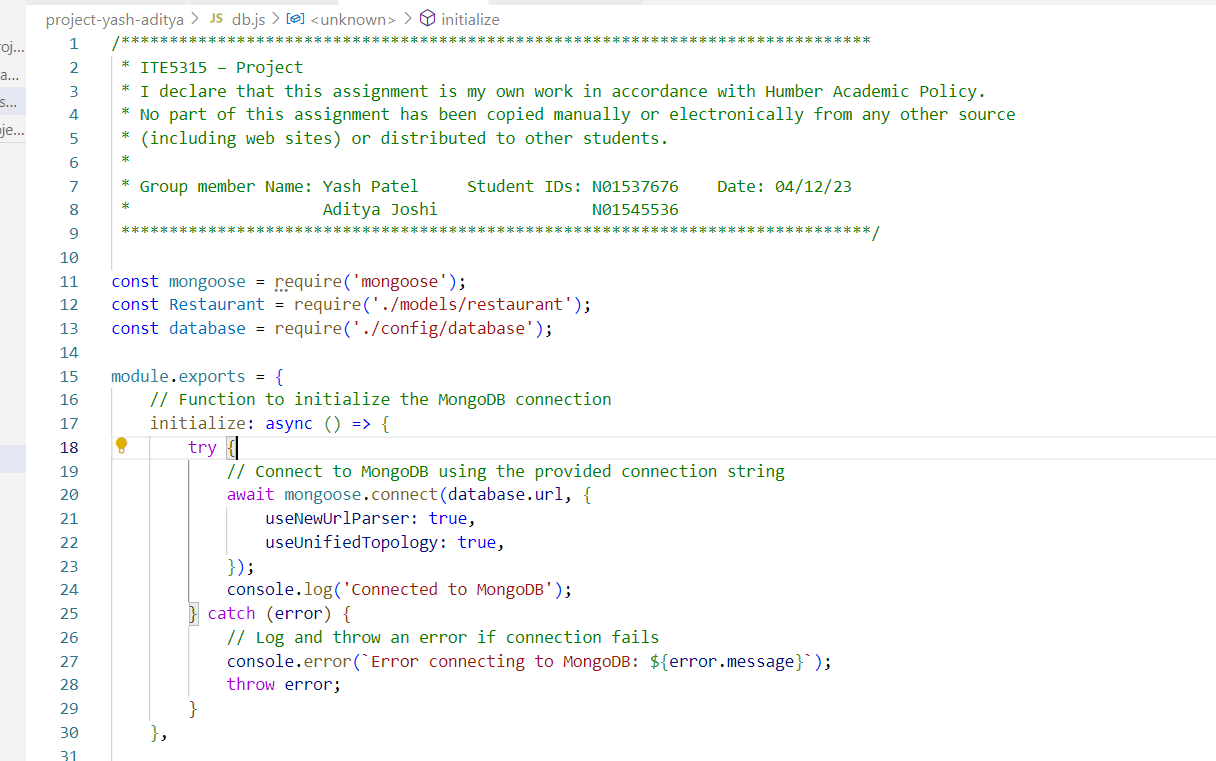 project-yash-aditya > JS db.js > <unknown> > initialize
roj...
a...
s...
oje...
1 /******************************************************************************
2  * ITE5315 – Project
3  * I declare that this assignment is my own work in accordance with Humber Academic Policy.
4  * No part of this assignment has been copied manually or electronically from any other source
5  * (including web sites) or distributed to other students.
6  *
7  * Group member Name: Yash Patel     Student IDs: N01537676    Date: 04/12/23
8  *                    Aditya Joshi                N01545536
9  ******************************************************************************/
10
11 const mongoose = require('mongoose');
12 const Restaurant = require('./models/restaurant');
13 const database = require('./config/database');
14
15 module.exports = {
16     // Function to initialize the MongoDB connection
17     initialize: async () => {
18         try {
19             // Connect to MongoDB using the provided connection string
20             await mongoose.connect(database.url, {
21                 useNewUrlParser: true,
22                 useUnifiedTopology: true,
23             });
24             console.log('Connected to MongoDB');
25         } catch (error) {
26             // Log and throw an error if connection fails
27             console.error(`Error connecting to MongoDB: ${error.message}`);
28             throw error;
29         }
30     },
31